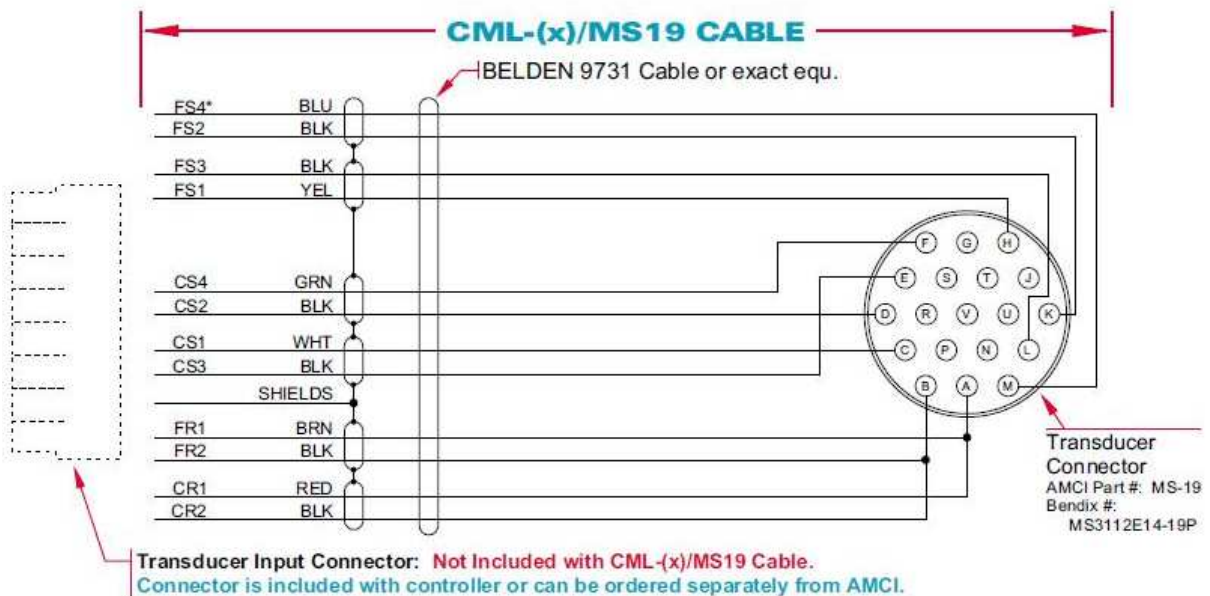 CML-(x)/MS19 CABLE
BELDEN 9731 Cable or exact equ.
FS4* BLU
FS2 BLK
FS3 BLK
FS1 YEL
CS4 GRN
CS2 BLK
CS1 WHT
CS3 BLK
SHIELDS
FR1 BRN
FR2 BLK
CR1 RED
CR2 BLK
F G H
E S T J
D R V U K
C P N L
B A M
Transducer
Connector
AMCI Part #: MS-19
Bendix #:
MS3112E14-19P
Transducer Input Connector: Not Included with CML-(x)/MS19 Cable.
Connector is included with controller or can be ordered separately from AMCI.